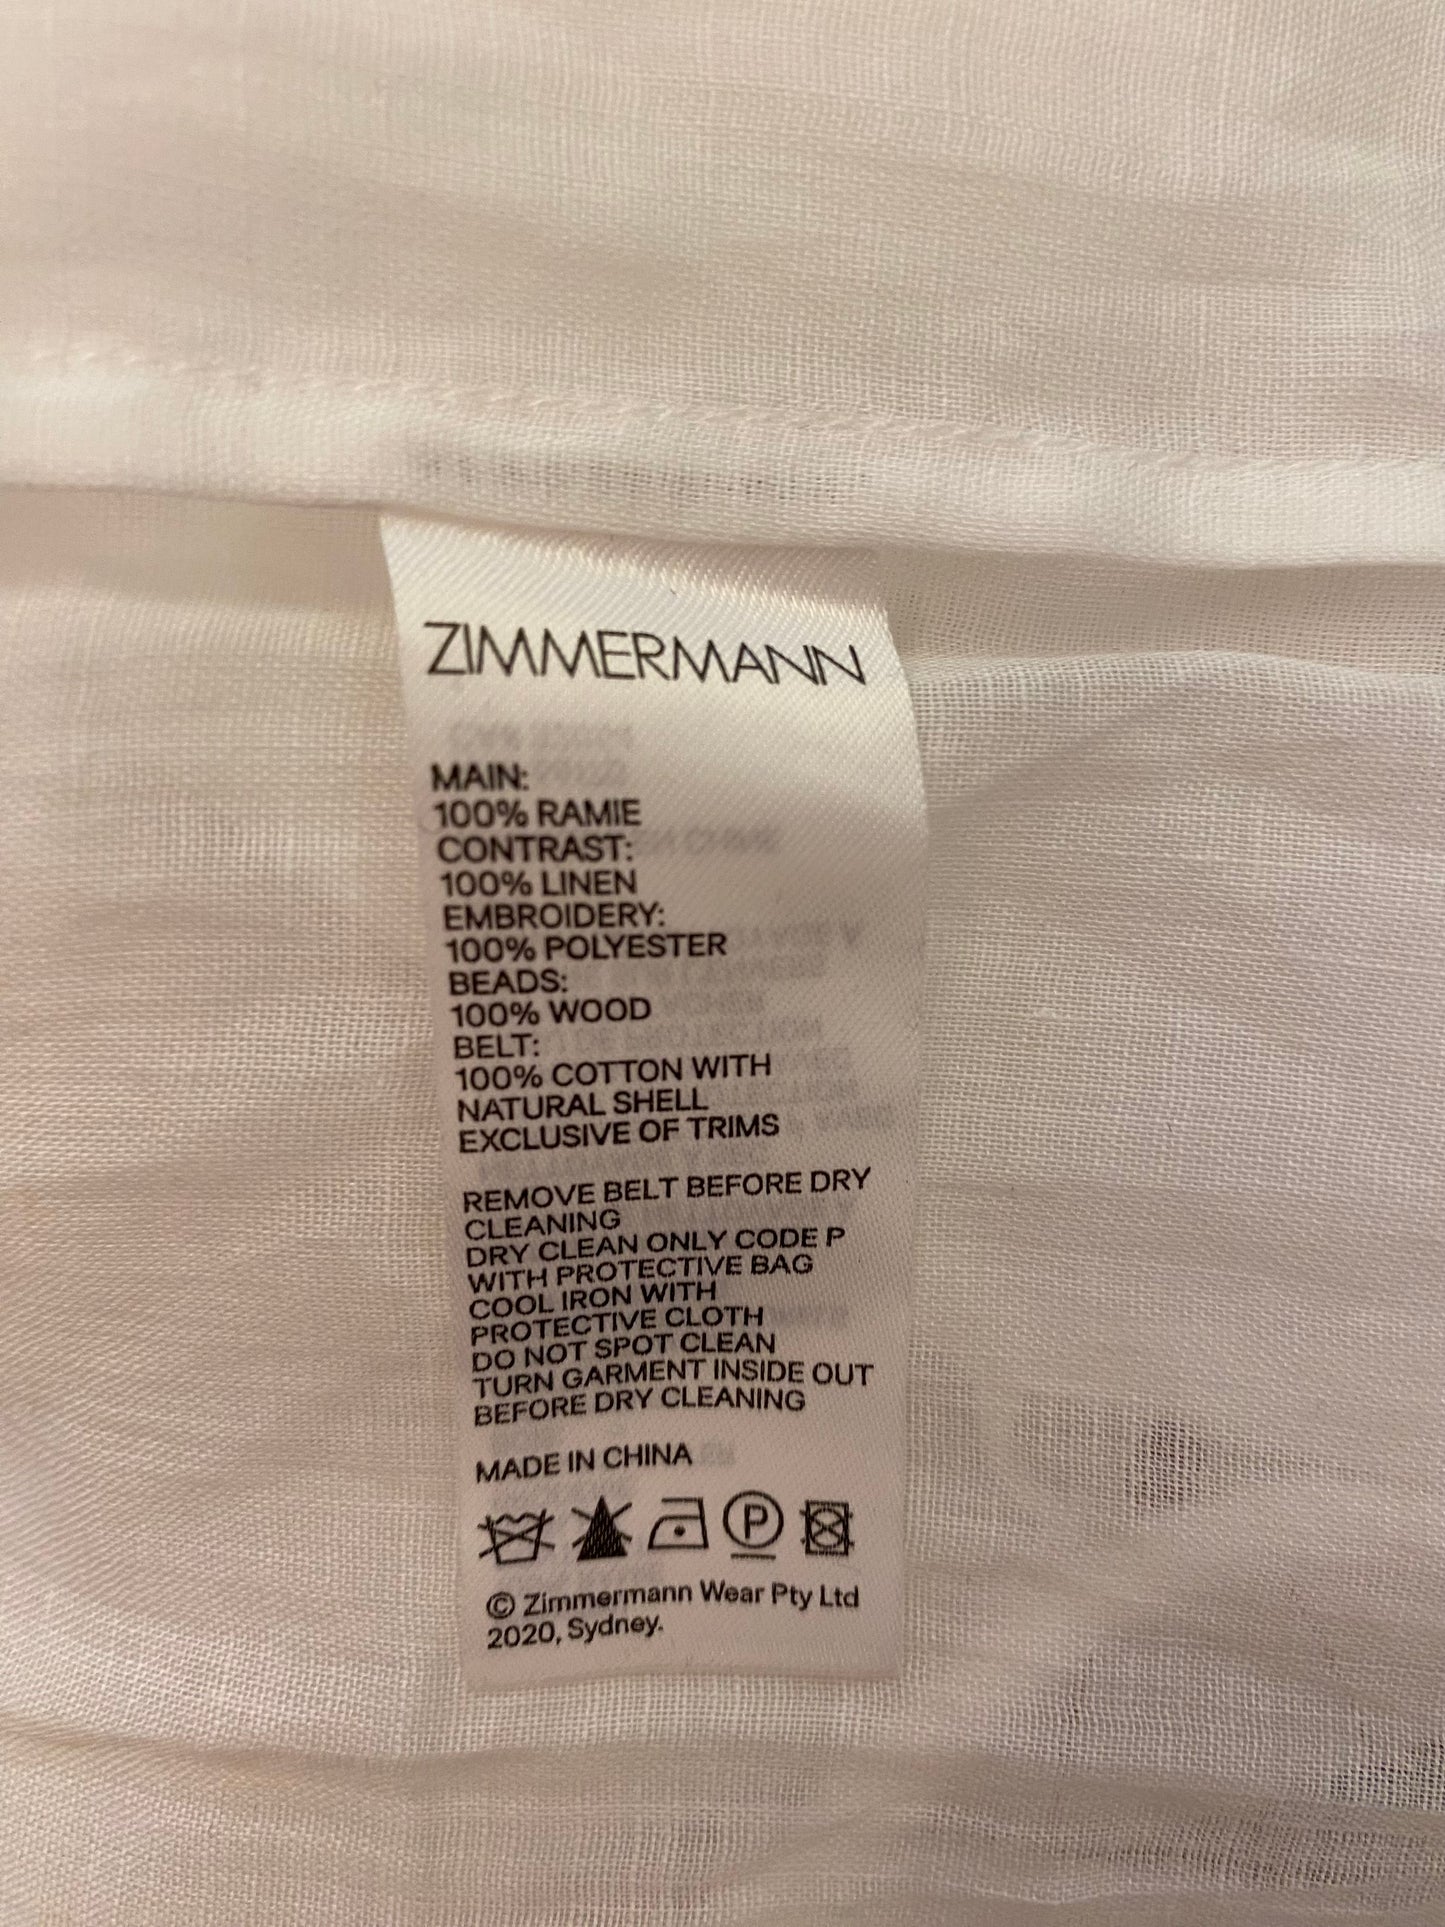 ZIMMERMANN
MAIN:
100% RAMIE
CONTRAST:
100% LINEN
EMBROIDERY:
100% POLYESTER
BEADS:
100% WOOD
BELT:
100% COTTON WITH
NATURAL SHELL
EXCLUSIVE OF TRIMS
REMOVE BELT BEFORE DRY
CLEANING
DRY CLEAN ONLY CODE P
WITH PROTECTIVE BAG
COOL IRON WITH
PROTECTIVE CLOTH
DO NOT SPOT CLEAN
TURN GARMENT INSIDE OUT
BEFORE DRY CLEANING
MADE IN CHINA
P
© Zimmermann Wear Pty Ltd
2020, Sydney.